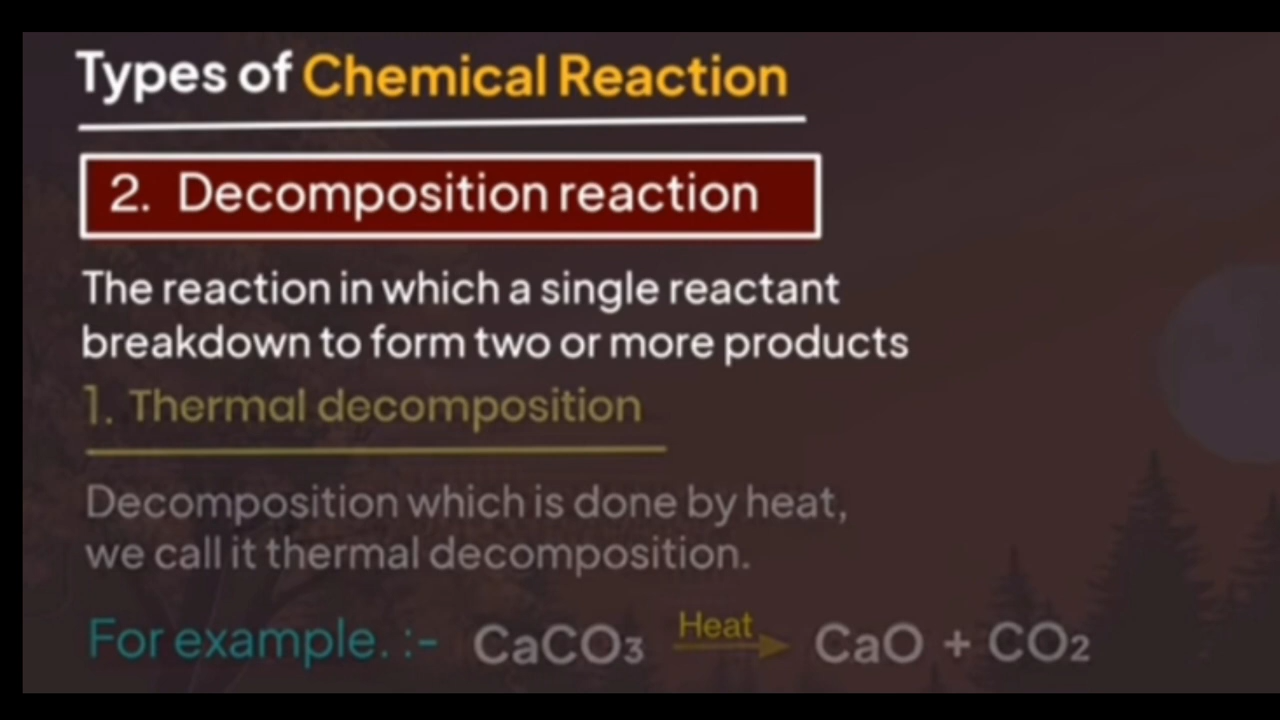 Types of Chemical Reaction
2. Decomposition reaction
The reaction in which a single reactant
breakdown to form two or more products
1. Thermal decomposition
Decomposition which is done by heat,
we call it thermal decomposition.
For example. :- CaCO₃ Heat→ CaO + CO₂